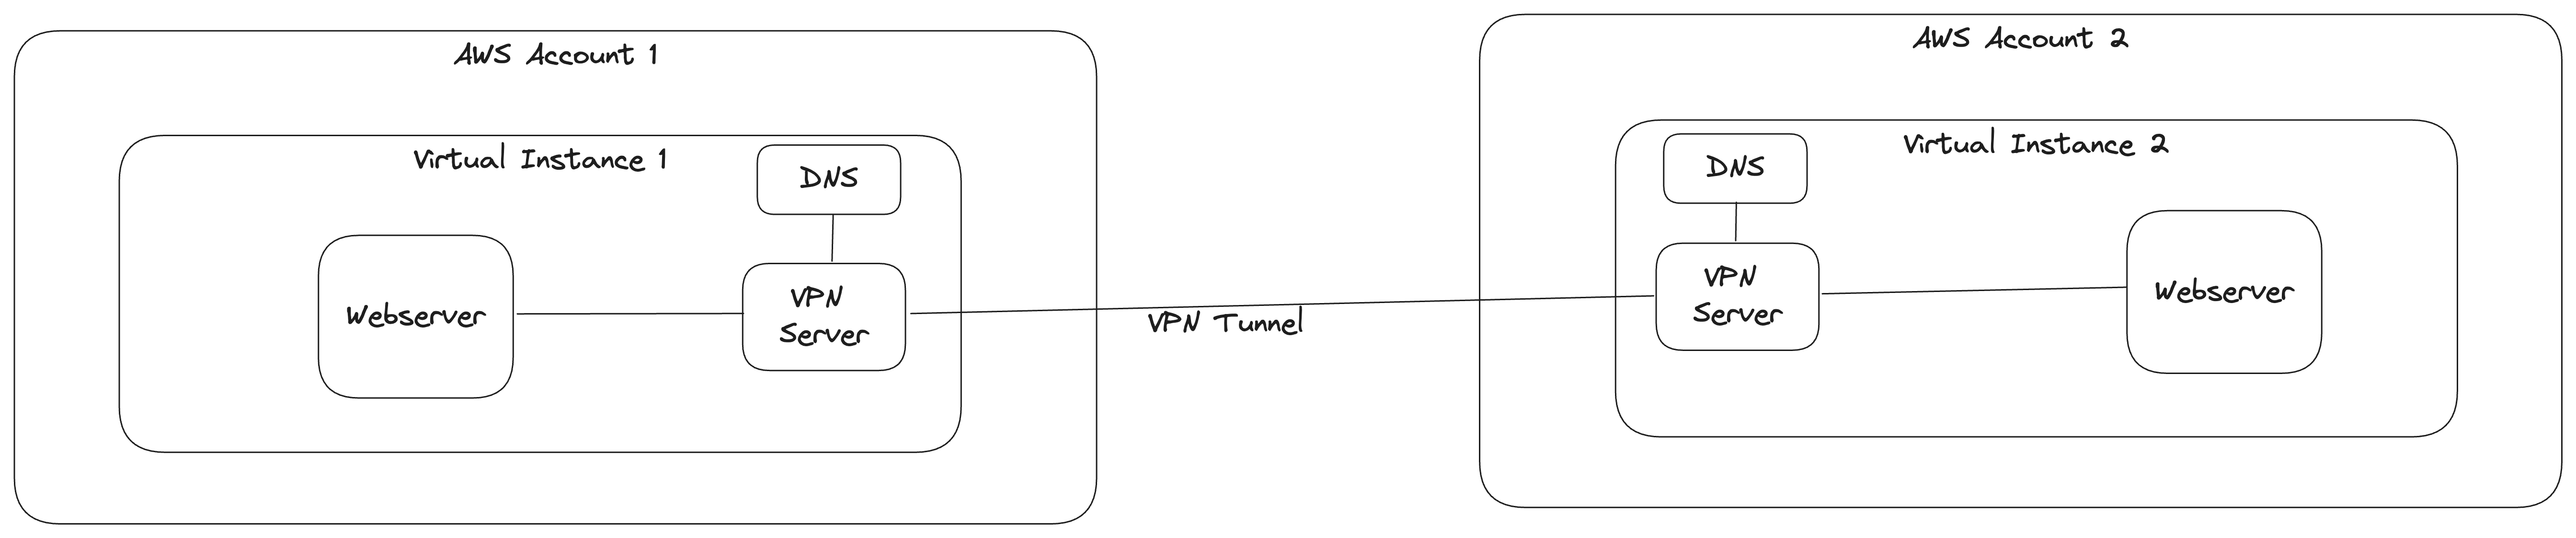 AWS Account 1
Virtual Instance 1
DNS
Webserver
VPN
Server
VPN Tunnel
AWS Account 2
Virtual Instance 2
DNS
VPN
Server
Webserver